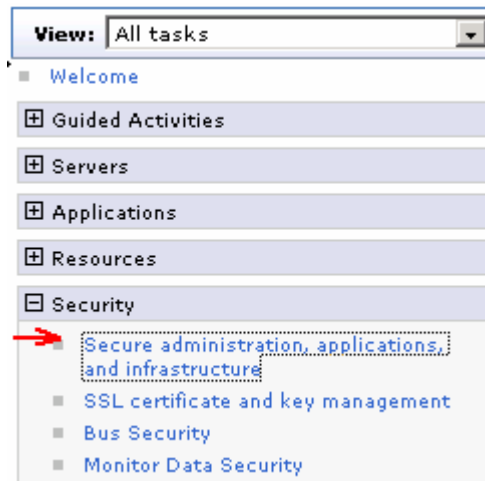 View: All tasks
Welcome
Guided Activities
Servers
Applications
Resources
Security
Secure administration, applications,
and infrastructure
SSL certificate and key management
Bus Security
Monitor Data Security